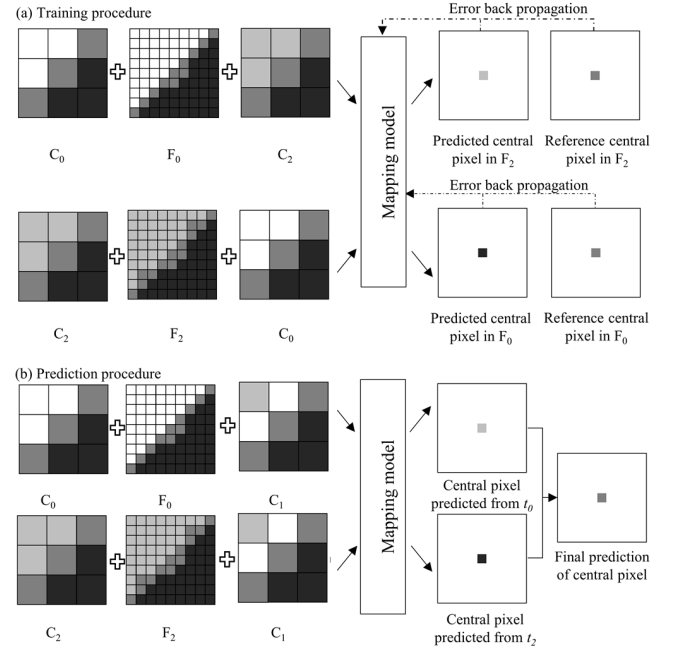 (a) Training procedure
Error back propagation
C₀
F₀
C₂
Mapping model
Predicted central
pixel in F₂
Reference central
pixel in F₂
Error back propagation
C₂
F₂
C₀
Predicted central
pixel in F₀
Reference central
pixel in F₀
(b) Prediction procedure
C₀
F₀
C₁
Mapping model
Central pixel
predicted from t₀
Final prediction
of central pixel
C₂
F₂
C₁
Central pixel
predicted from t₂